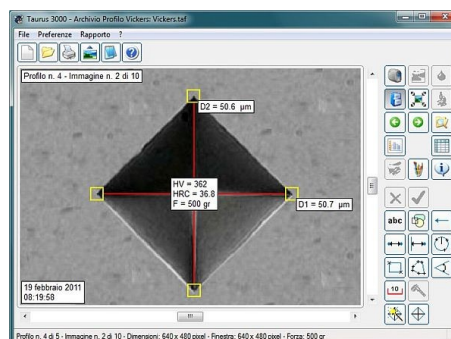 Taurus 3000 - Archivio Profilo Vickers: Vickers.taf
File Preferenze Rapporto ?
Profilo n. 4 - Immagine n. 2 di 10
D2 = 50.6 µm
HV = 362
HRC = 36.8
F = 500 gr
D1 = 50.7 µm
abc
10
19 febbraio 2011
08:19:58
Profilo n. 4 di 5 - Immagine n. 2 di 10 - Dimensioni: 640 x 480 pixel - Finestra: 640 x 480 pixel - Forza: 500 gr